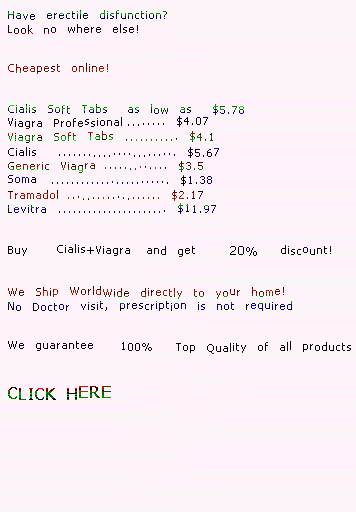 Have erectile disfunction?
Look no where else!
Cheapest online!
Cialis Soft Tabs as low as $5.78
Viagra Professional ........ $4.07
Viagra Soft Tabs .......... $4.1
Cialis ...................... $5.67
Generic Viagra ............ $3.5
Soma ...................... $1.38
Tramadol ................. $2.17
Levitra .................... $11.97
Buy Cialis+Viagra and get 20% discount!
We Ship WorldWide directly to your home!
No Doctor visit, prescription is not required
We guarantee 100% Top Quality of all products
CLICK HERE